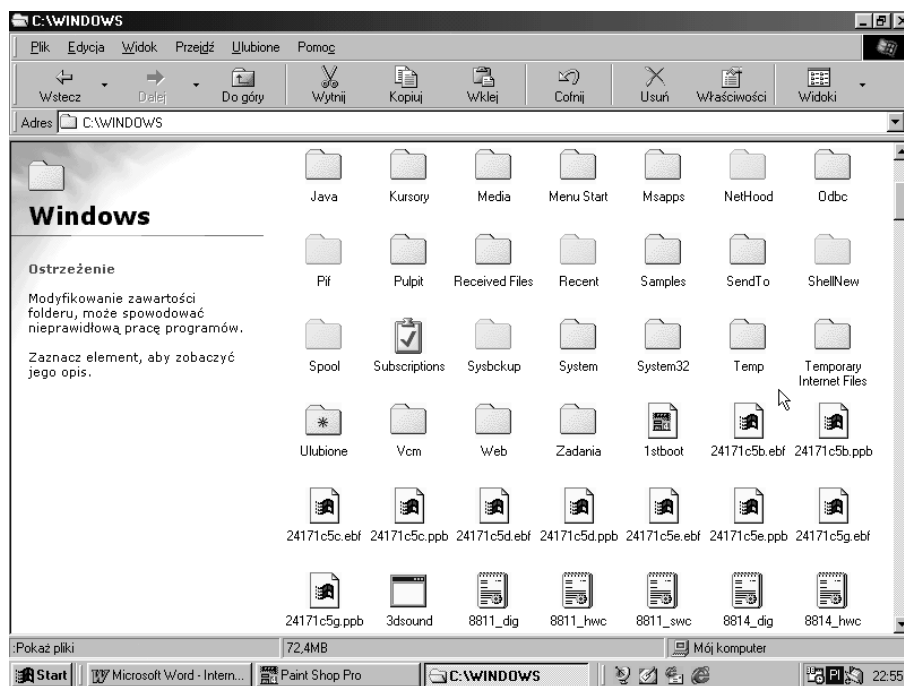 C:\WINDOWS
Plik Edycja Widok Przejdź Ulubione Pomoc
Wstecz Dalej Do góry Wytnij Kopiuj Wklej Cofnij Usuń Właściwości Widoki
Adres C:\WINDOWS
Windows
Ostrzeżenie
Modyfikowanie zawartości
folderu, może spowodować
nieprawidłową pracę programów.
Zaznacz element, aby zobaczyć
jego opis.
Java Kursory Media Menu Start Msapps NetHood Odbc
Pif Pulpit Received Files Recent Samples SendTo ShellNew
Spool Subscriptions Sysbckup System System32 Temp Temporary
Internet Files
Ulubione Vcm Web Zadania 1stboot 24171c5b.ebf 24171c5b.ppb
24171c5c.ebf 24171c5c.ppb 24171c5d.ebf 24171c5d.ppb 24171c5e.ebf 24171c5e.ppb 24171c5g.ebf
24171c5g.ppb 3dsound 8811_dig 8811_hwc 8811_swc 8814_dig 8814_hwc
:Pokaż pliki 72,4MB Mój komputer
Start Microsoft Word - Intern... Paint Shop Pro C:\WINDOWS Pl 22:55